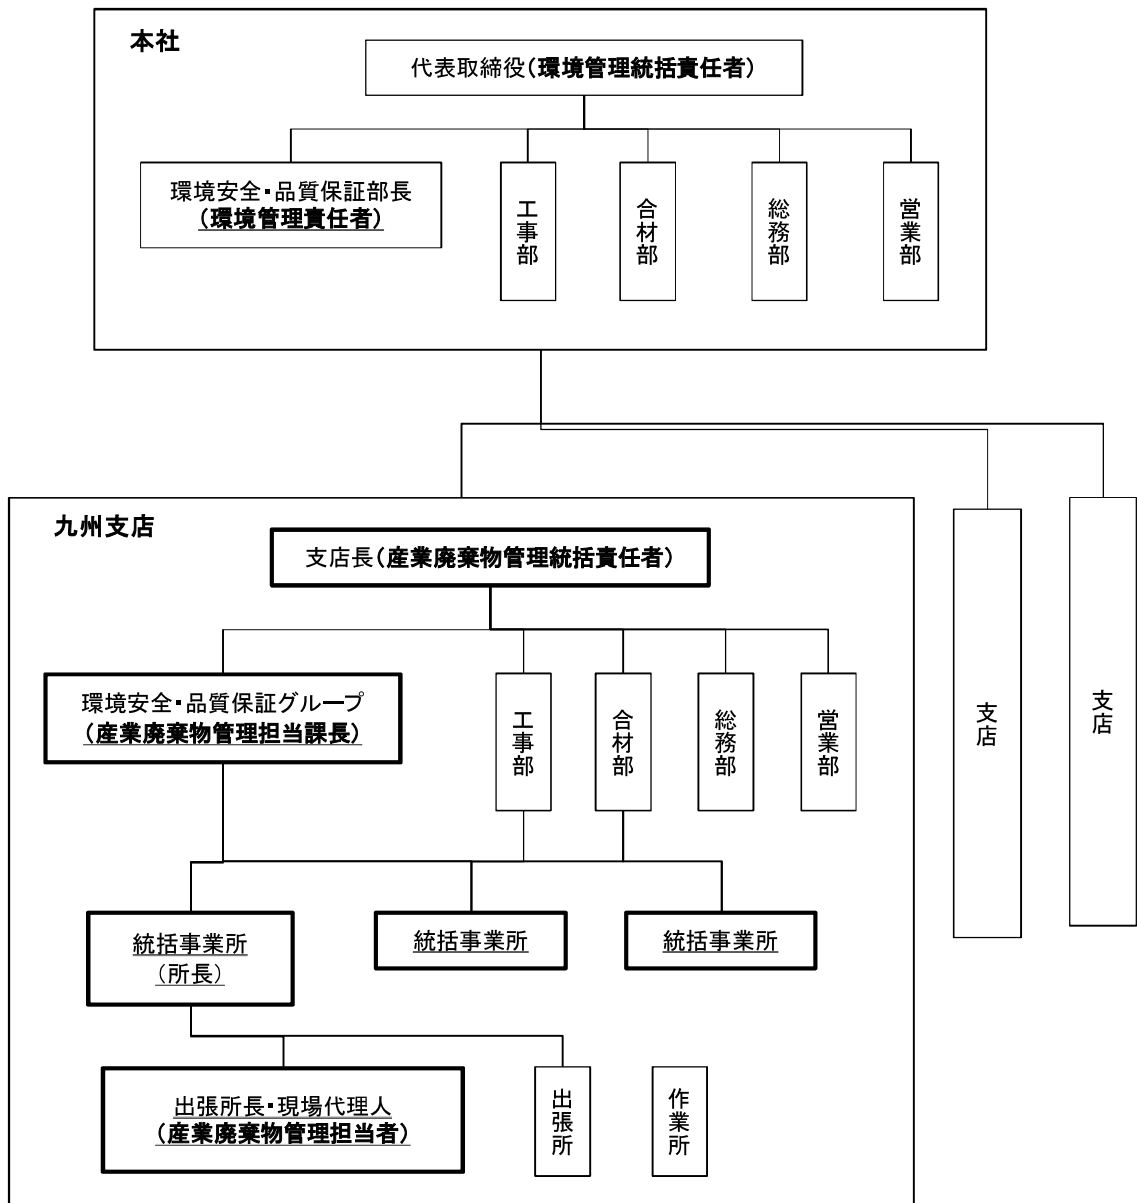 本社
代表取締役(環境管理統括責任者)
環境安全・品質保証部長
(環境管理責任者)
工事部
合材部
総務部
営業部
九州支店
支店長(産業廃棄物管理統括責任者)
環境安全・品質保証グループ
(産業廃棄物管理担当課長)
工事部
合材部
総務部
営業部
支店
支店
統括事業所
(所長)
統括事業所
統括事業所
出張所長・現場代理人
(産業廃棄物管理担当者)
出張所
作業所